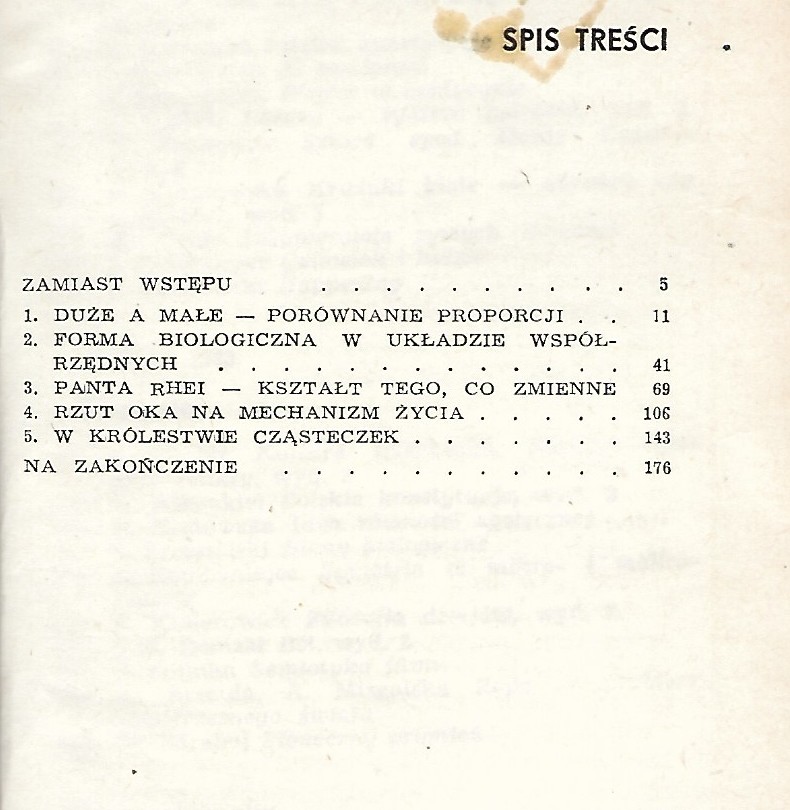 SPIS TREŚCI
ZAMIAST WSTĘPU . . . . . . . . . . 5
1. DUŻE A MAŁE — PORÓWNANIE PROPORCJI . . 11
2. FORMA BIOLOGICZNA W UKŁADZIE WSPÓŁ-
RZĘDNYCH . . . . . . . . . . . . . 41
3. PANTA RHEI — KSZTAŁT TEGO, CO ZMIENNE 69
4. RZUT OKA NA MECHANIZM ŻYCIA . . . . . 106
5. W KRÓLESTWIE CZĄSTECZEK . . . . . . . 143
NA ZAKOŃCZENIE . . . . . . . . . . . 176